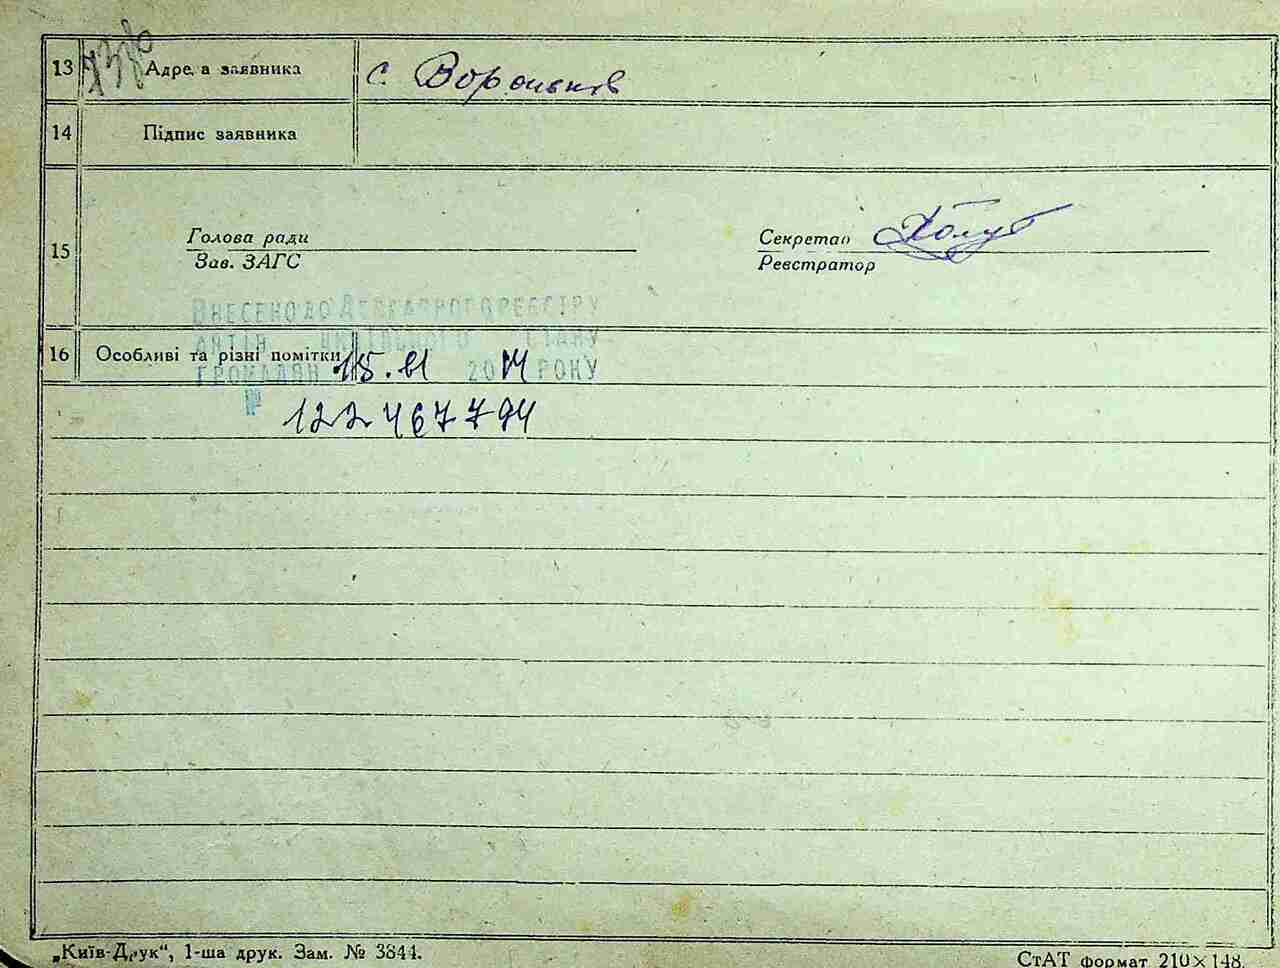 13 Адреса заявника с. Вороньков
14 Підпис заявника
15
Голова ради Секретар Голуб
Зав. ЗАГС Реєстратор
Внесено до Державного реєстру
актів цивільного стану
16 Особливі та різні помітки
громадян 15.01 2014 року
№ 122467794
„Київ-Друк“, 1-ша друк. Зам. № 3844. СтАТ формат 210×148.